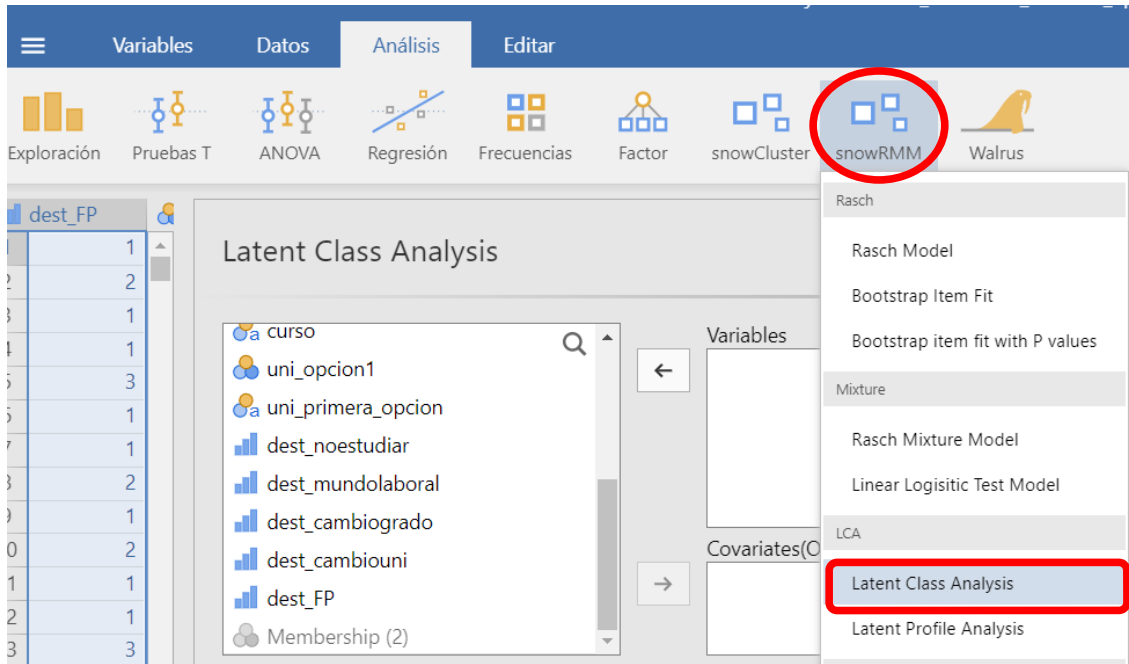 Variables Datos Análisis Editar
Exploración Pruebas T ANOVA Regresión Frecuencias Factor snowCluster snowRMM Walrus
dest_FP
1
2
1
1
3
1
1
2
1
2
1
1
3
Latent Class Analysis
curso
uni_opcion1
uni_primera_opcion
dest_noestudiar
dest_mundolaboral
dest_cambiogrado
dest_cambiouni
dest_FP
Membership (2)
Variables
Covariates(O
Rasch
Rasch Model
Bootstrap Item Fit
Bootstrap item fit with P values
Mixture
Rasch Mixture Model
Linear Logisitic Test Model
LCA
Latent Class Analysis
Latent Profile Analysis